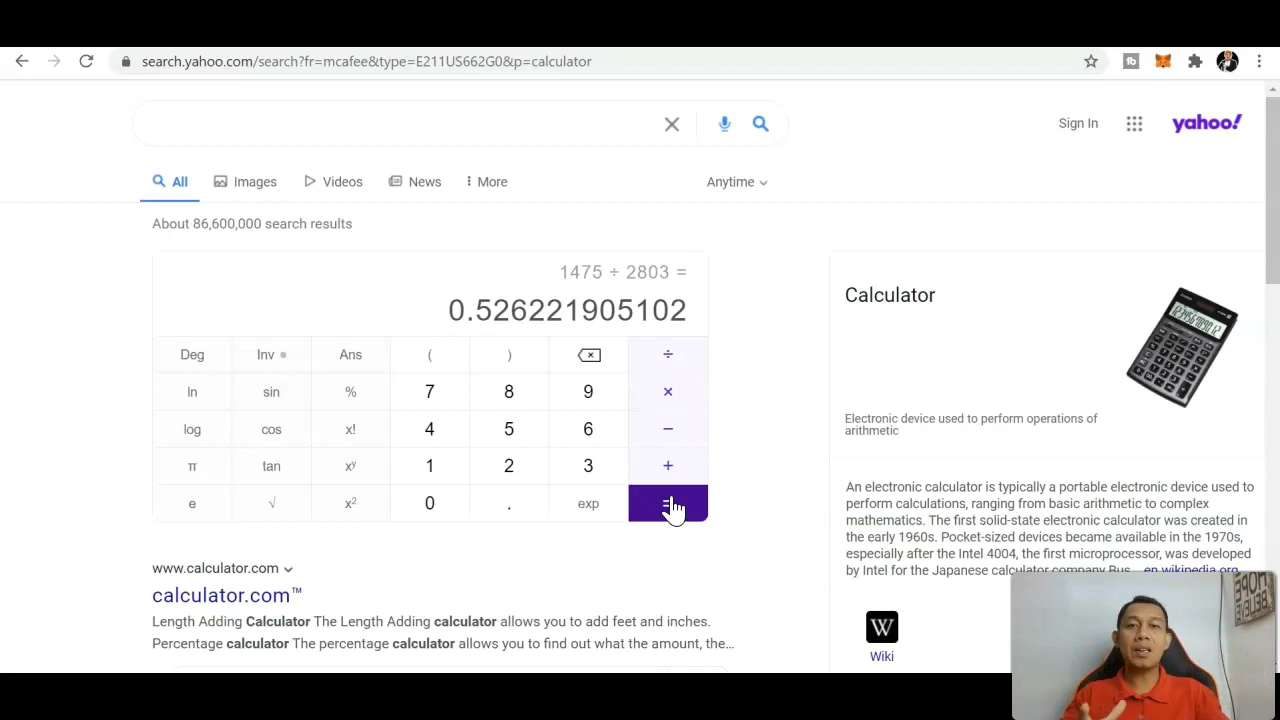 search.yahoo.com/search?fr=mcafee&type=E211US662G0&p=calculator
Sign In
yahoo!
All
Images
Videos
News
More
Anytime
About 86,600,000 search results
1475 ÷ 2803 =
0.526221905102
Deg
Inv
Ans
(
)
÷
ln
sin
%
7
8
9
×
log
cos
x!
4
5
6
−
π
tan
xʸ
1
2
3
+
e
√
x²
0
.
exp
=
Calculator
Electronic device used to perform operations of
arithmetic
An electronic calculator is typically a portable electronic device used to
perform calculations, ranging from basic arithmetic to complex
mathematics. The first solid-state electronic calculator was created in
the early 1960s. Pocket-sized devices became available in the 1970s,
especially after the Intel 4004, the first microprocessor, was developed
by Intel for the Japanese calculator company Bus... en.wikipedia.org
W
Wiki
www.calculator.com
calculator.com™
Length Adding Calculator The Length Adding calculator allows you to add feet and inches.
Percentage calculator The percentage calculator allows you to find out what the amount, the...
HOPE
BELIEVE